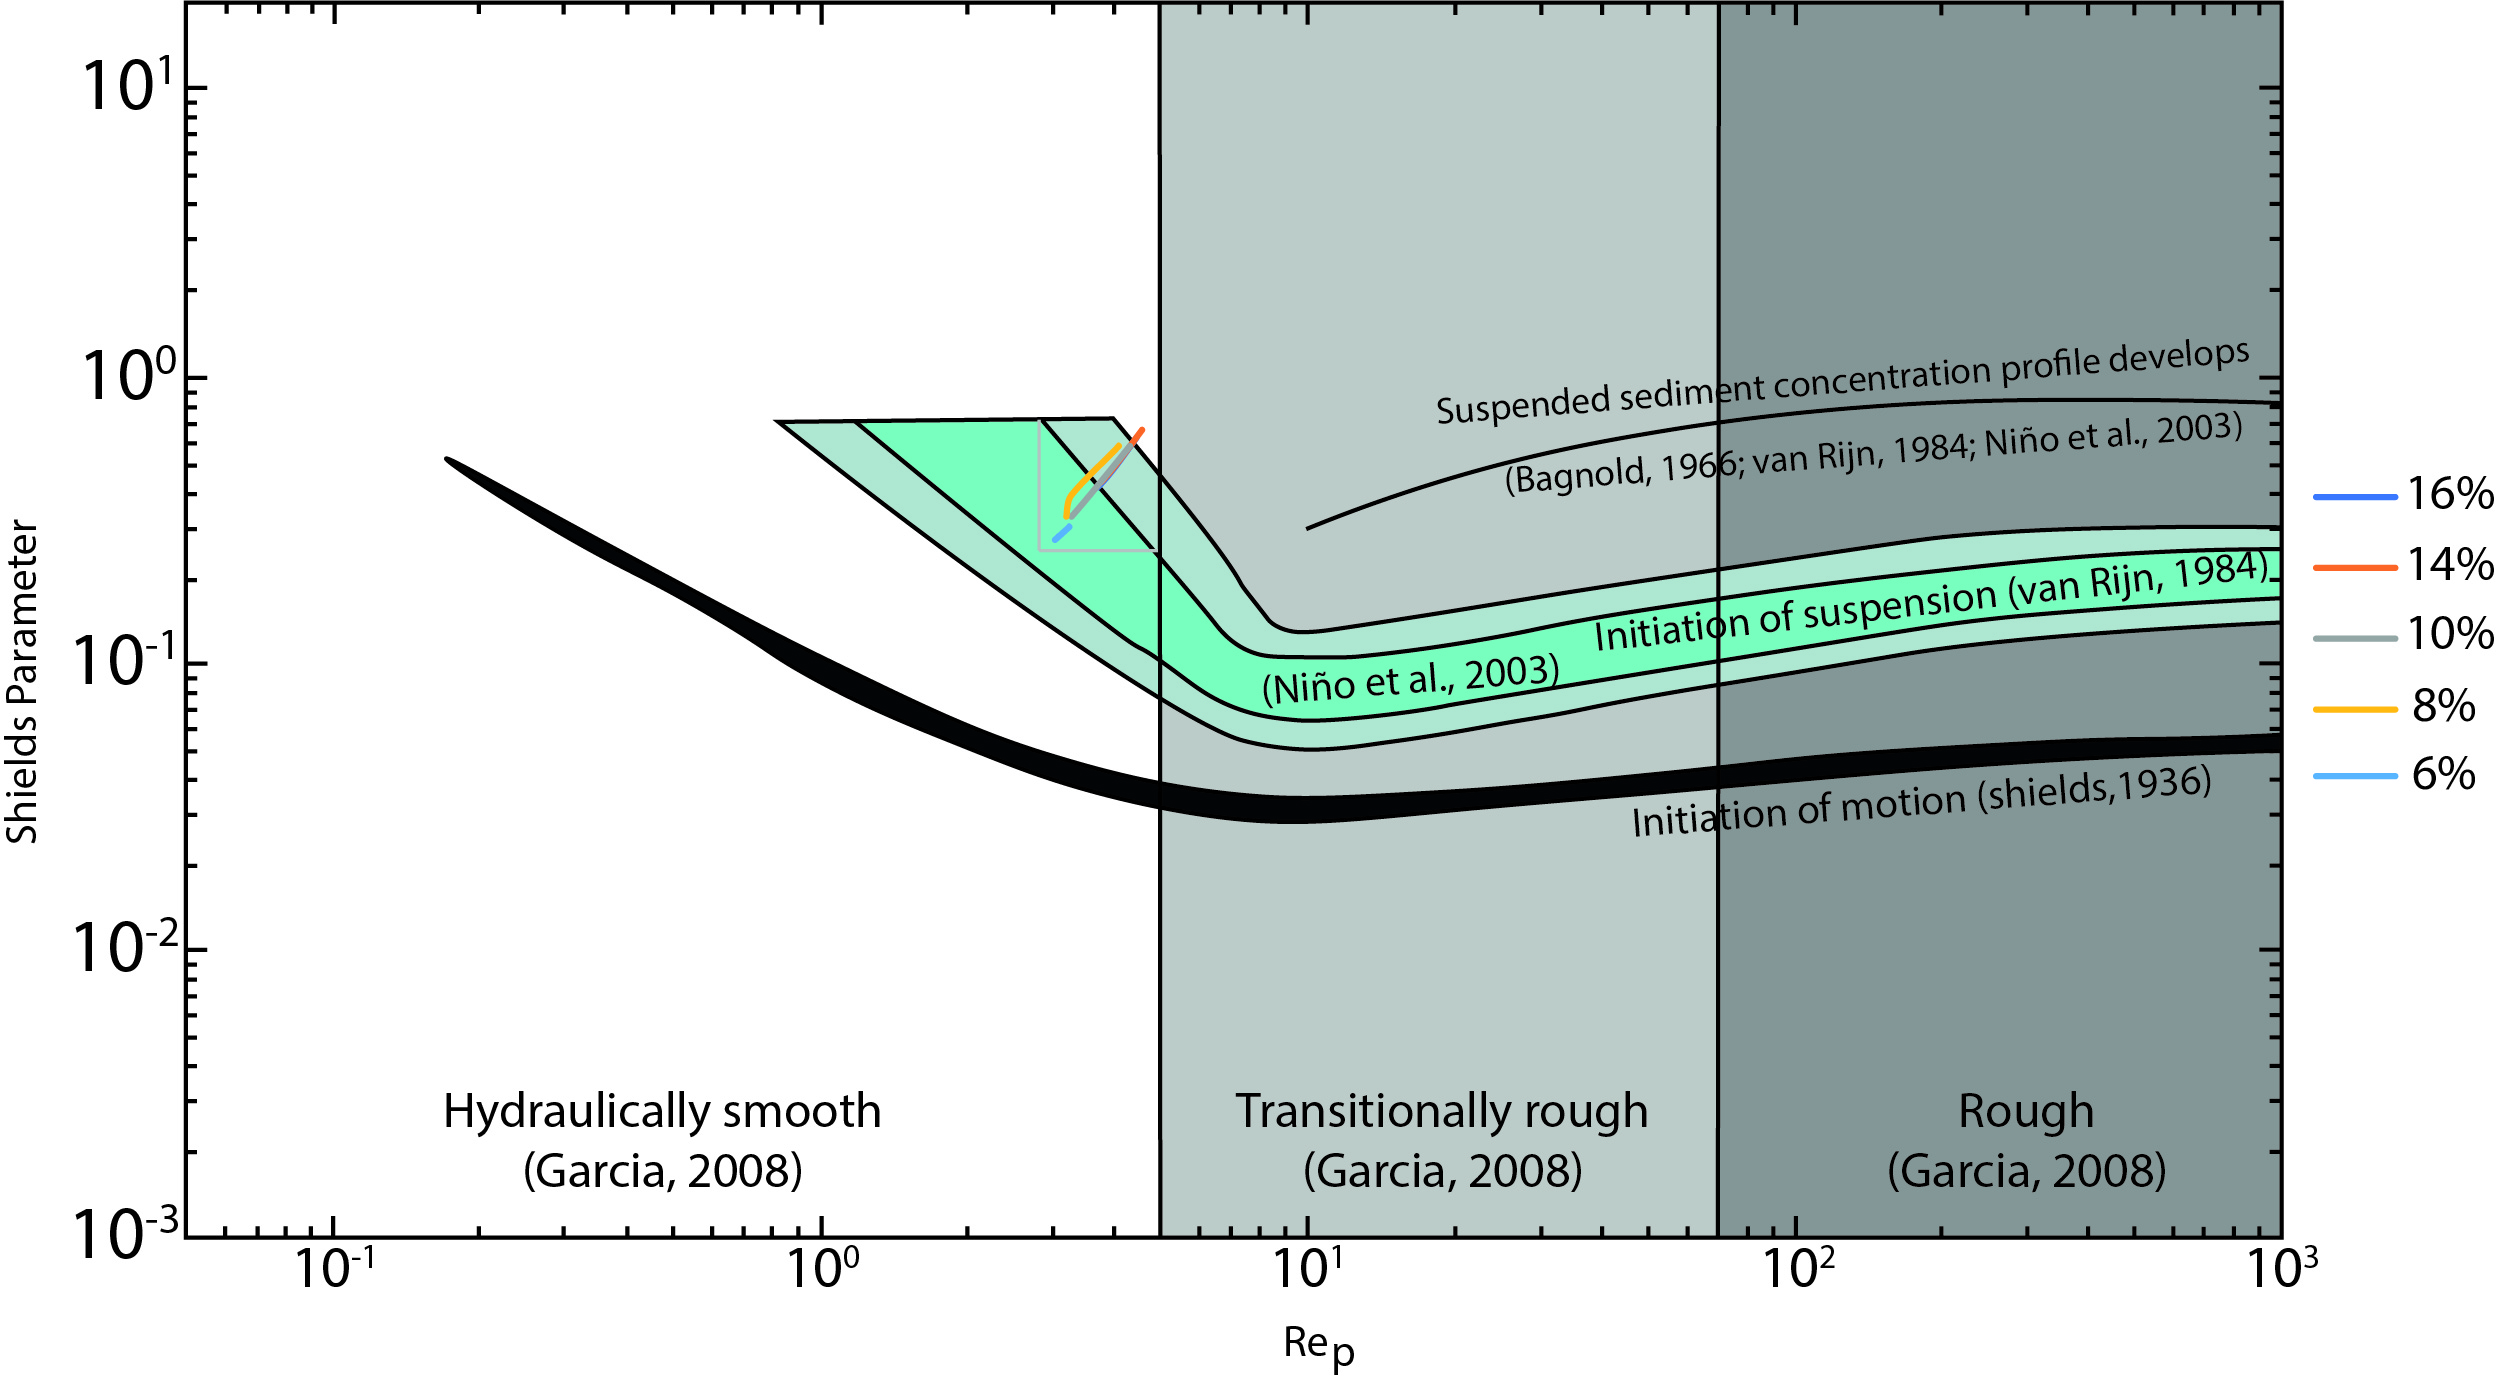 10¹
10⁰
10⁻¹
10⁻²
10⁻³
Shields Parameter
Suspended sediment concentration profile develops
(Bagnold, 1966; van Rijn, 1984; Niño et al., 2003)
Initiation of suspension (van Rijn, 1984)
(Niño et al., 2003)
Initiation of motion (shields,1936)
16%
14%
10%
8%
6%
Hydraulically smooth
(Garcia, 2008)
Transitionally rough
(Garcia, 2008)
Rough
(Garcia, 2008)
10⁻¹ 10⁰ 10¹ 10² 10³
Reₚ